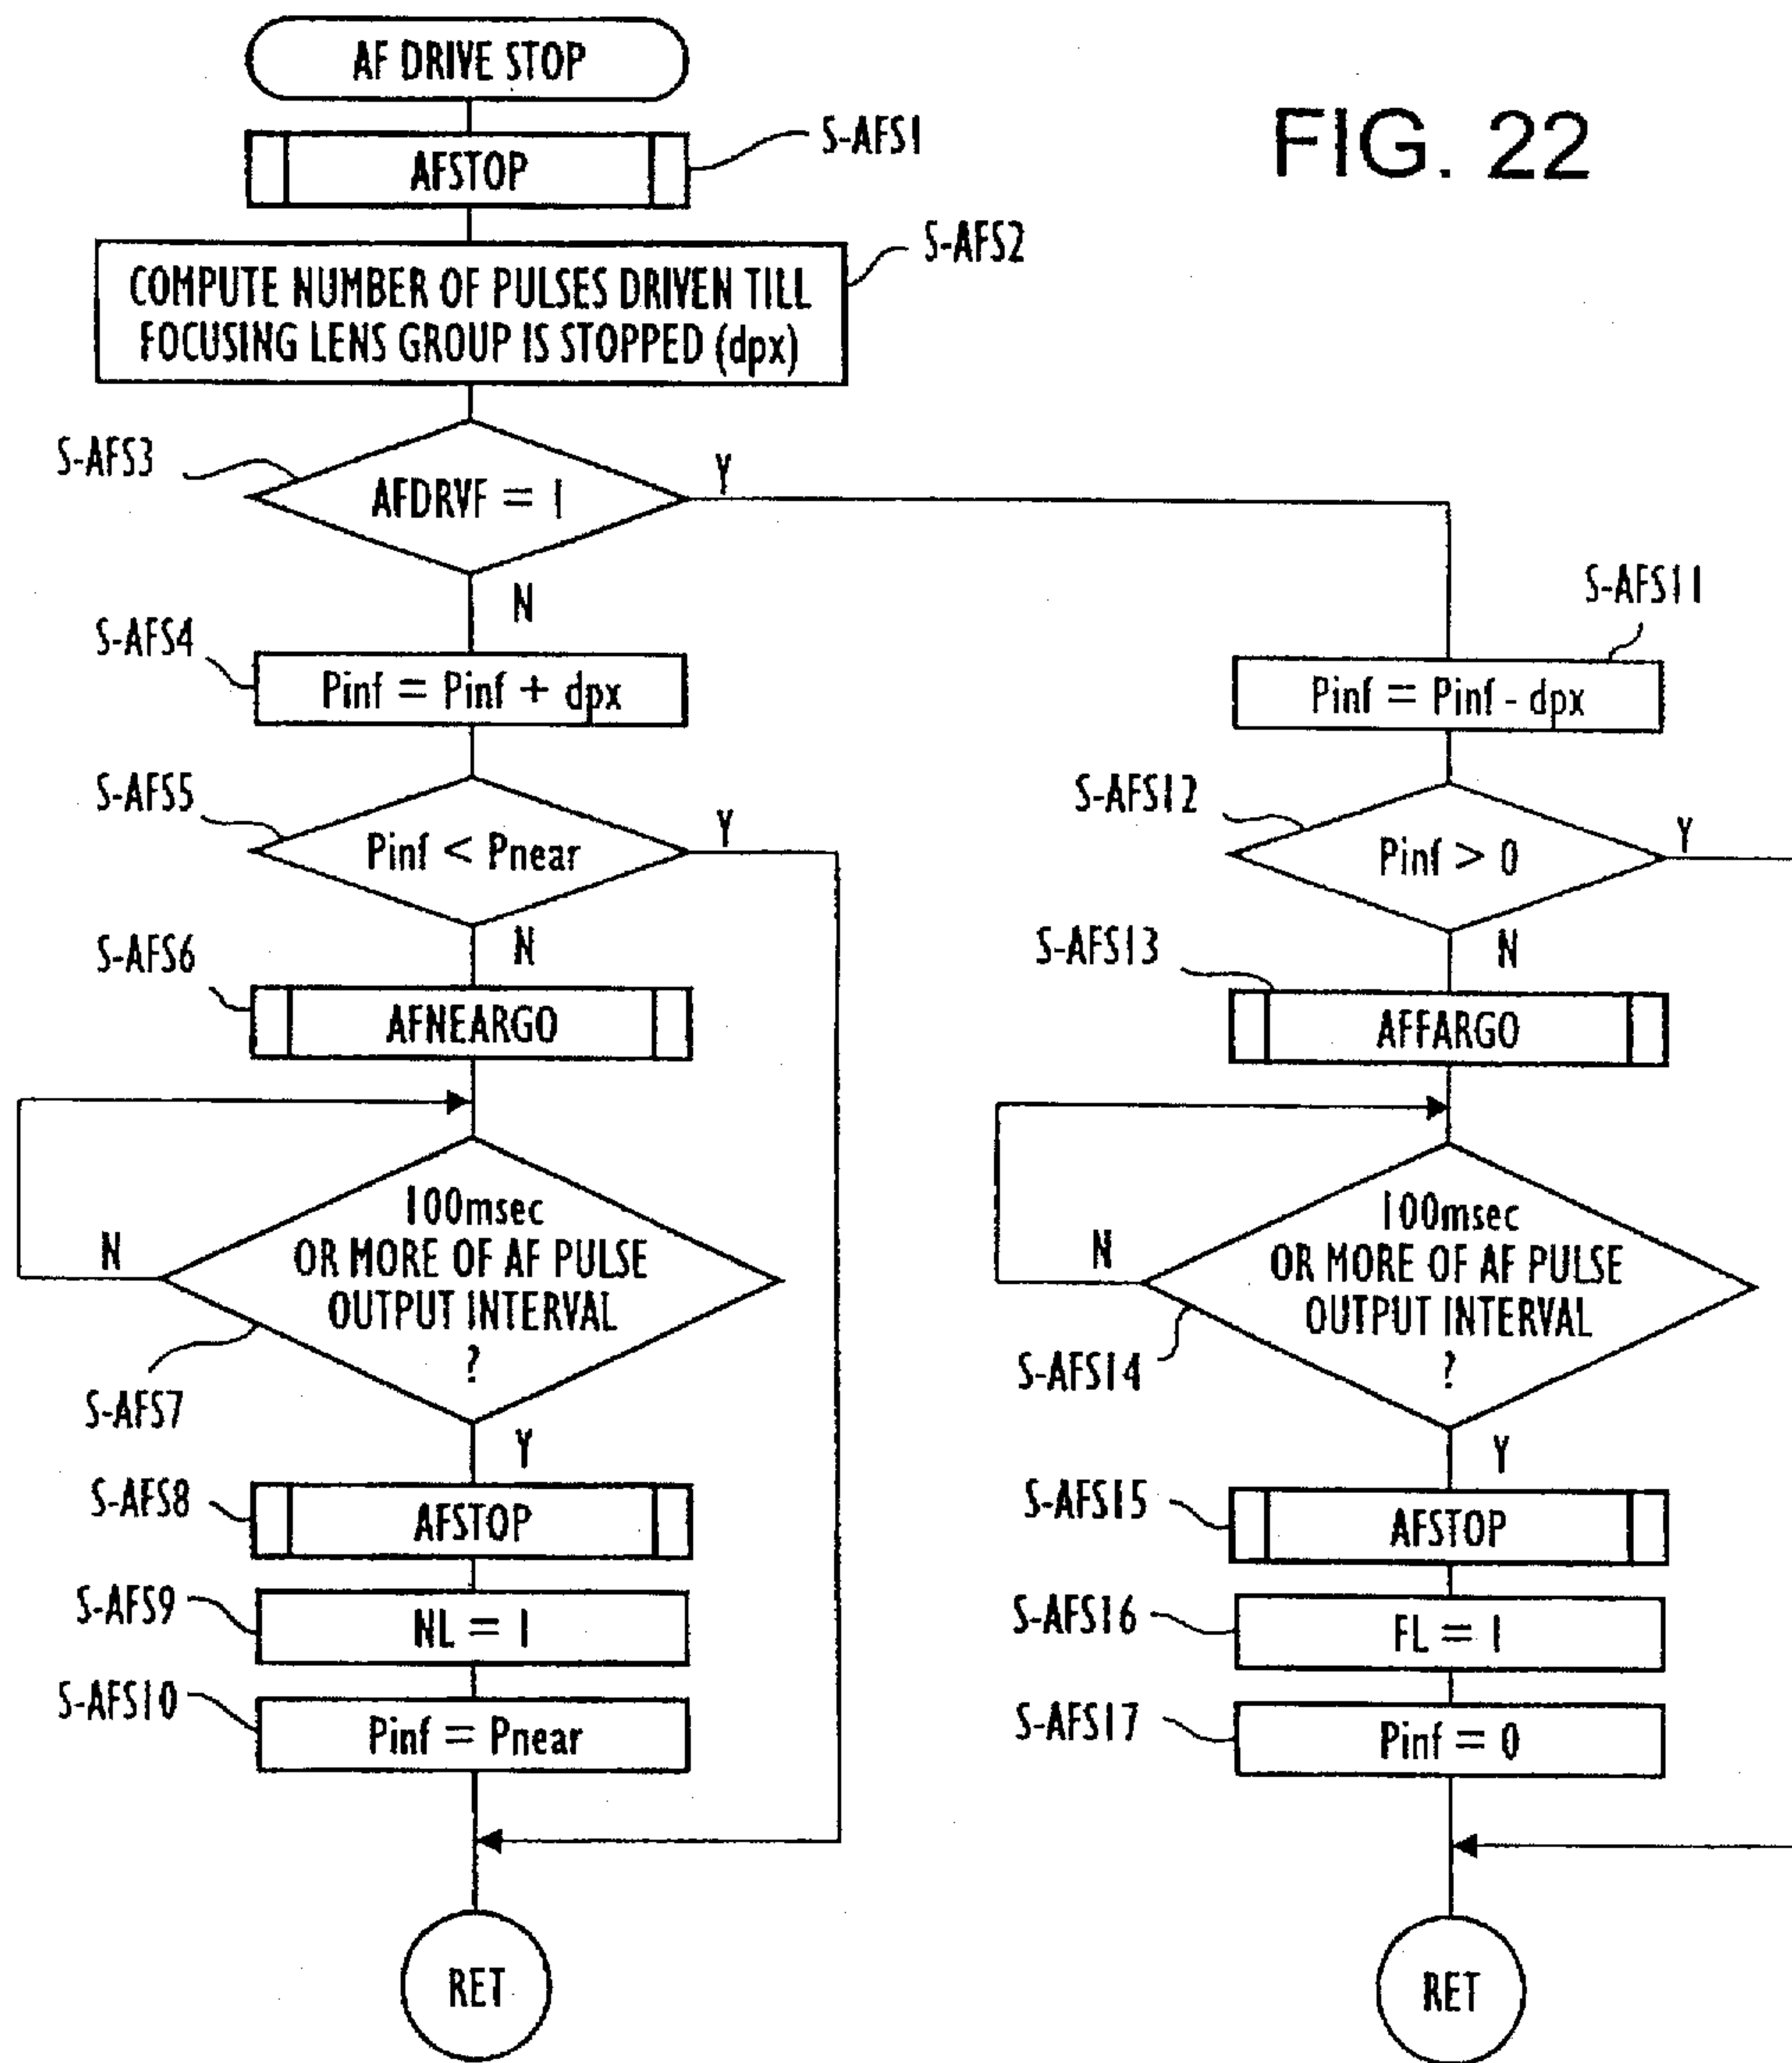 FIG. 22
AF DRIVE STOP
S-AFS1
AFSTOP
S-AFS2
COMPUTE NUMBER OF PULSES DRIVEN TILL
FOCUSING LENS GROUP IS STOPPED (dpx)
S-AFS3
AFDRVF = 1
Y
N
S-AFS4
Pinf = Pinf + dpx
S-AFS5
Pinf < Pnear
Y
N
S-AFS6
AFNEARGO
100msec
OR MORE OF AF PULSE
OUTPUT INTERVAL
?
N
S-AFS7
Y
S-AFS8
AFSTOP
S-AFS9
NL = 1
S-AFS10
Pinf = Pnear
RET
S-AFS11
Pinf = Pinf - dpx
S-AFS12
Pinf > 0
Y
N
S-AFS13
AFFARGO
100msec
OR MORE OF AF PULSE
OUTPUT INTERVAL
?
N
S-AFS14
Y
S-AFS15
AFSTOP
S-AFS16
FL = 1
S-AFS17
Pinf = 0
RET